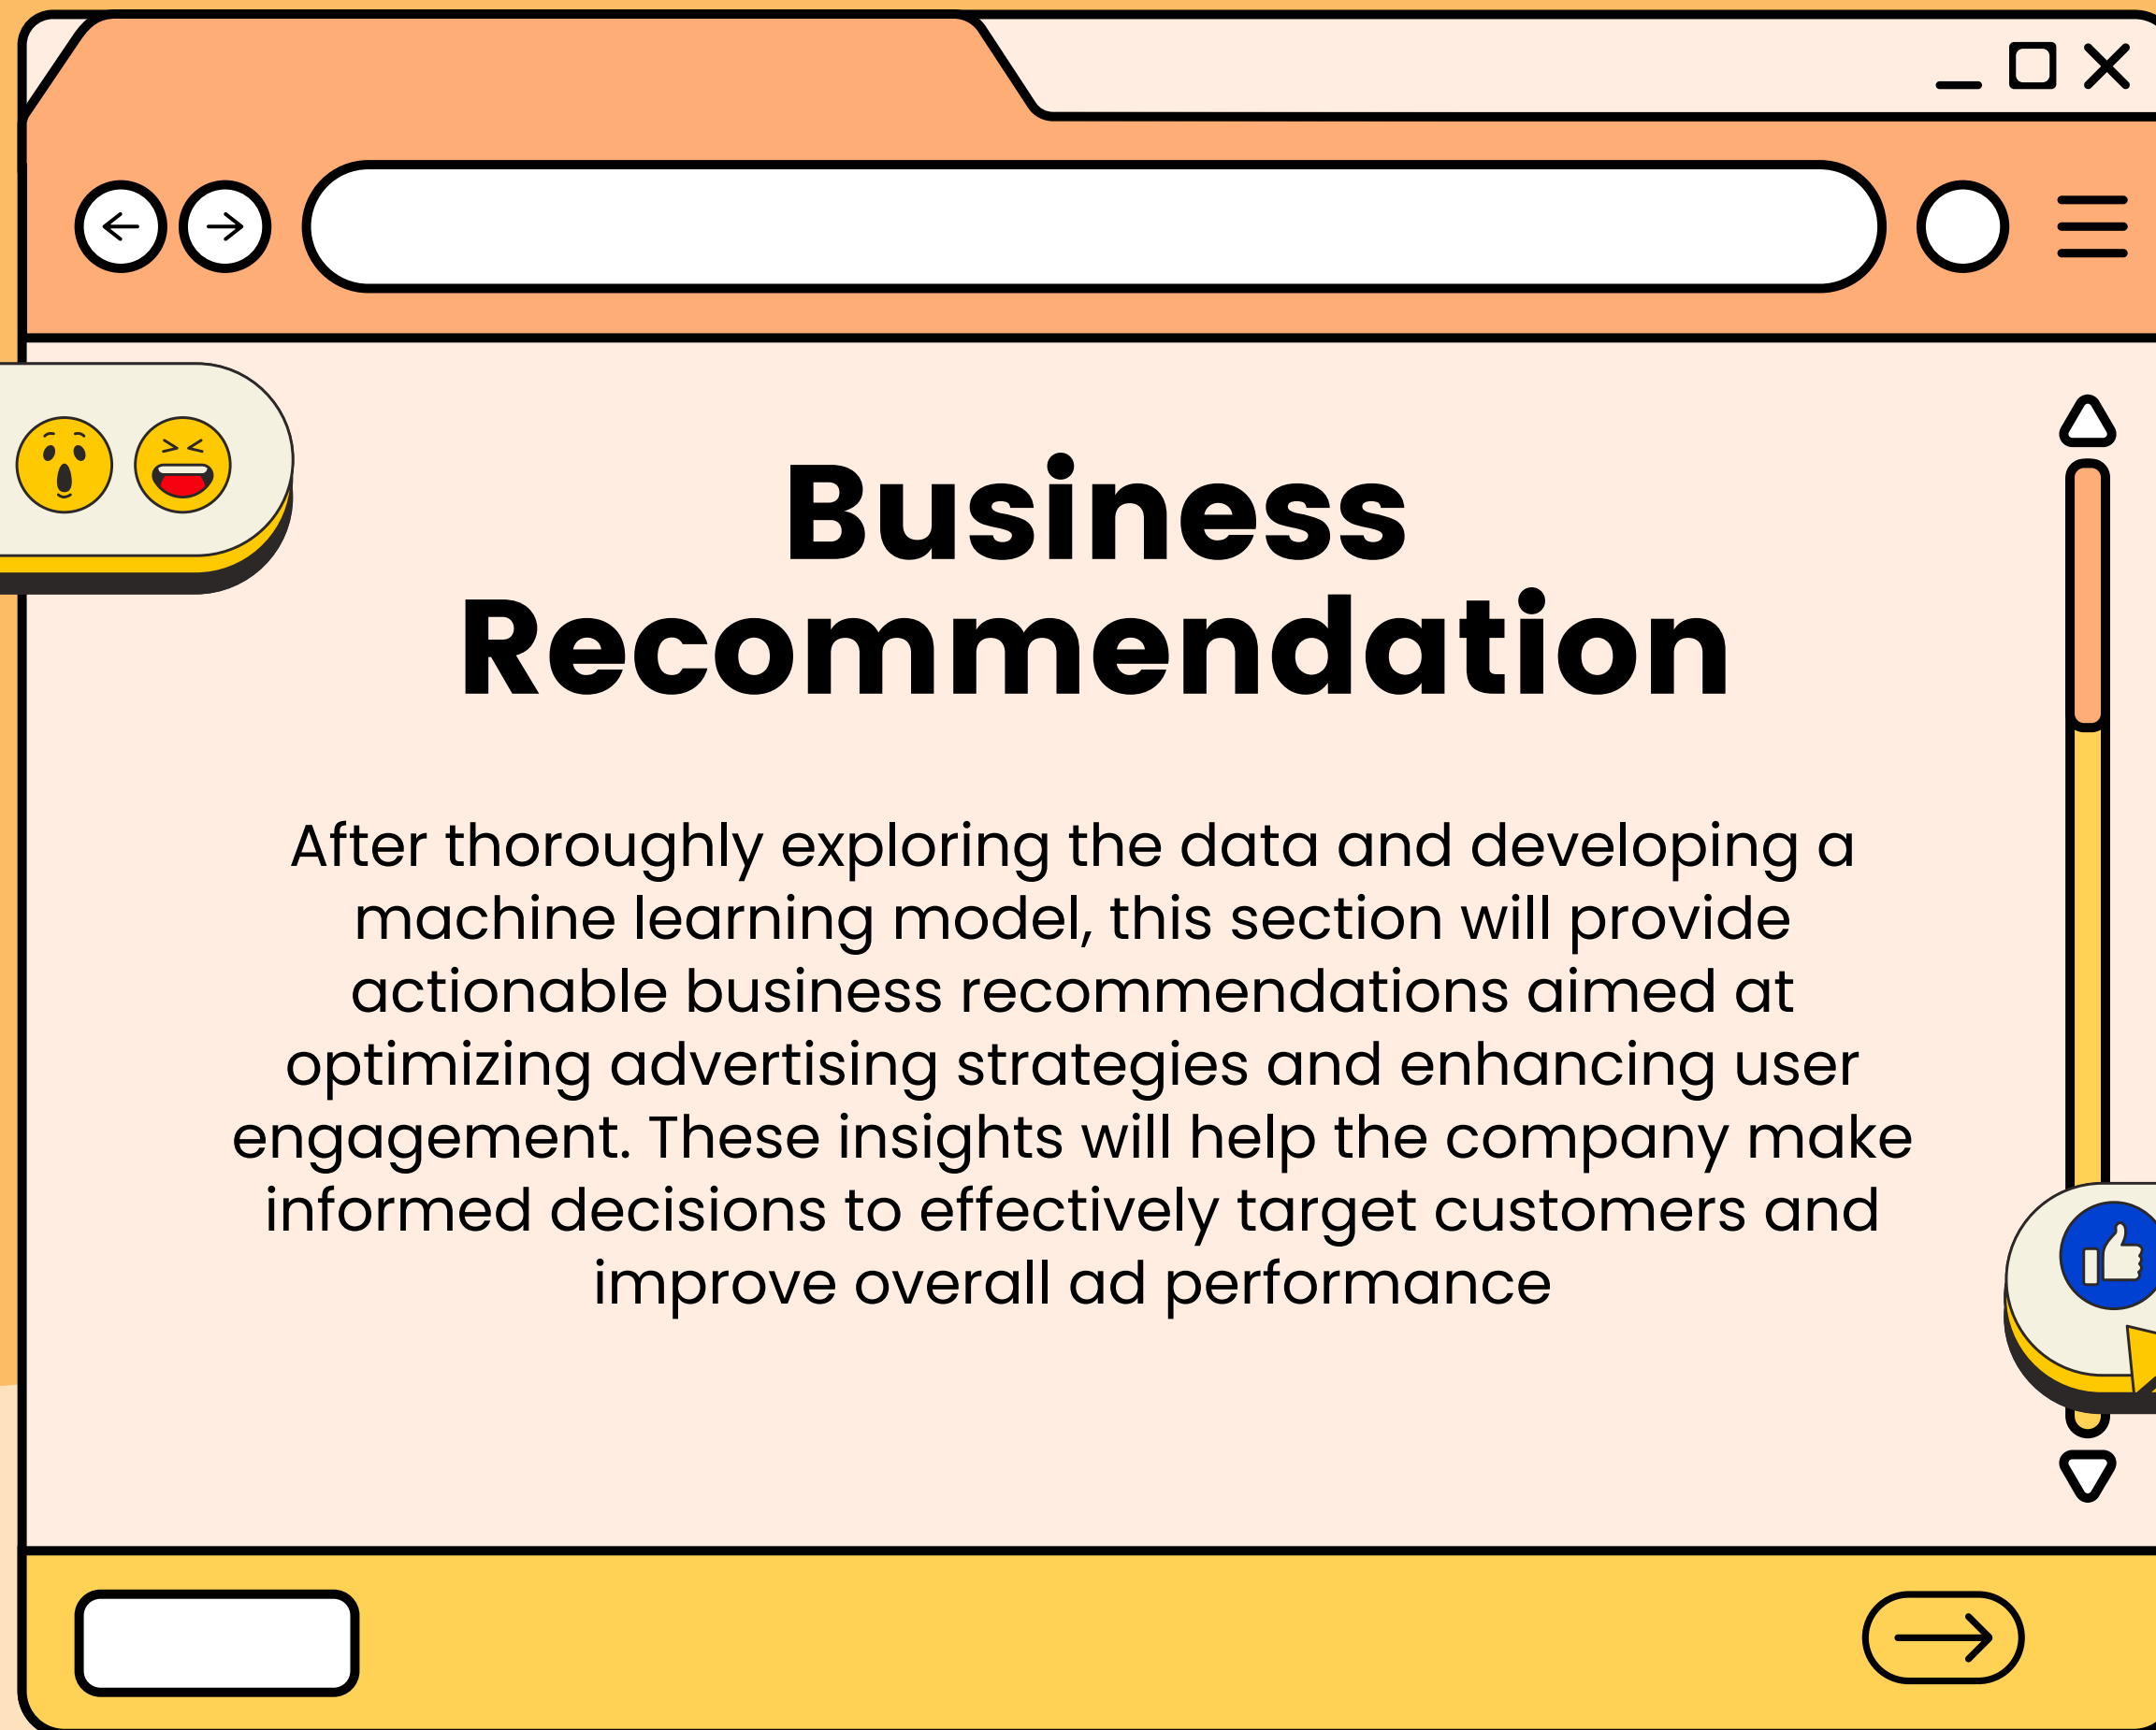 Business
Recommendation
After thoroughly exploring the data and developing a
machine learning model, this section will provide
actionable business recommendations aimed at
optimizing advertising strategies and enhancing user
engagement. These insights will help the company make
informed decisions to effectively target customers and
improve overall ad performance